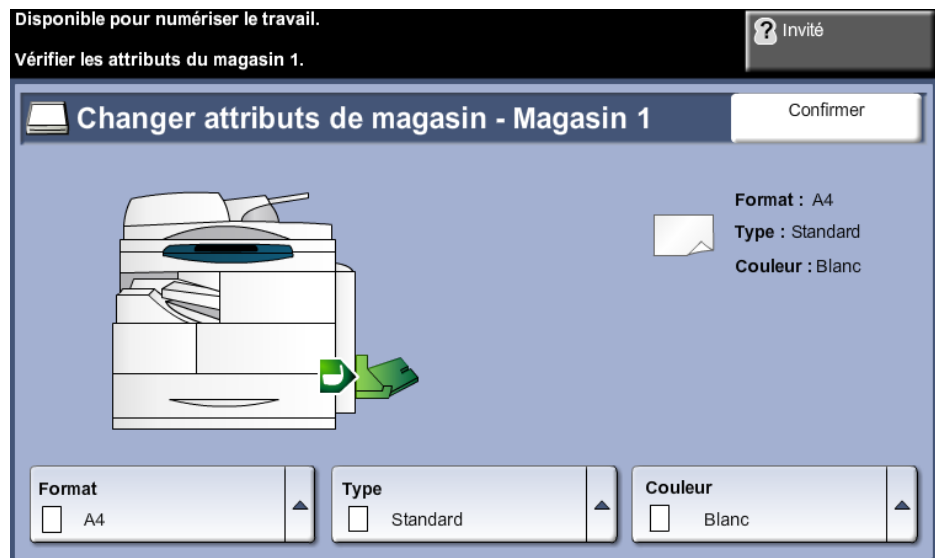 Disponible pour numériser le travail.
Invité
Vérifier les attributs du magasin 1.
Changer attributs de magasin - Magasin 1
Confirmer
Format : A4
Type : Standard
Couleur : Blanc
Format
A4
Type
Standard
Couleur
Blanc